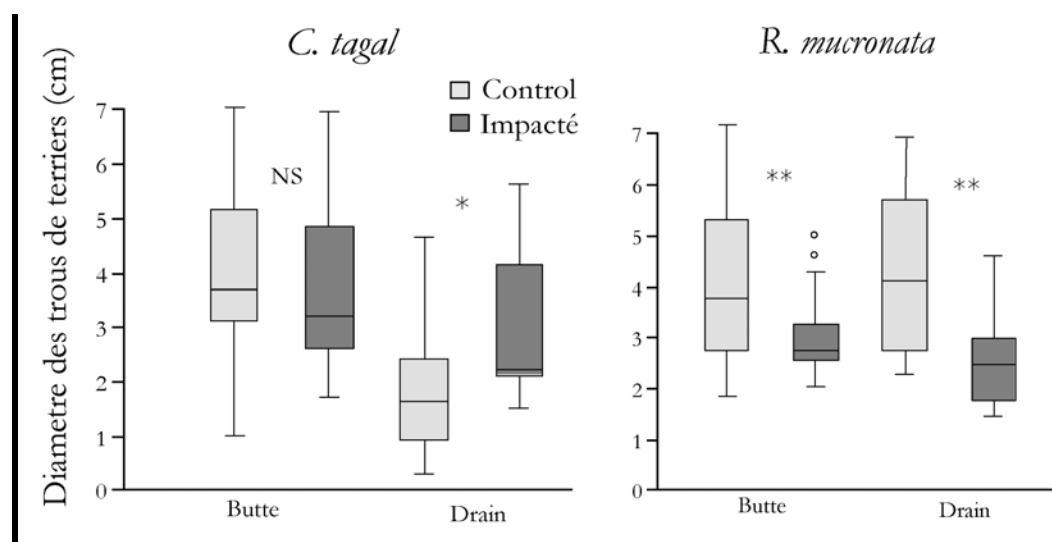 C. tagal
R. mucronata
Control
Impacté
Diametre des trous de terriers (cm)
7
6
5
4
3
2
1
0
NS
*
Butte
Drain
7
6
5
4
3
2
1
0
**
**
Butte
Drain